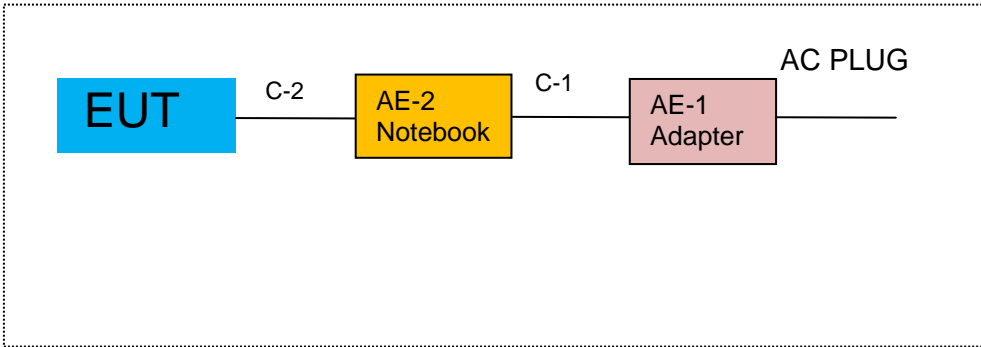 AC PLUG
EUT
C-2
AE-2
Notebook
C-1
AE-1
Adapter